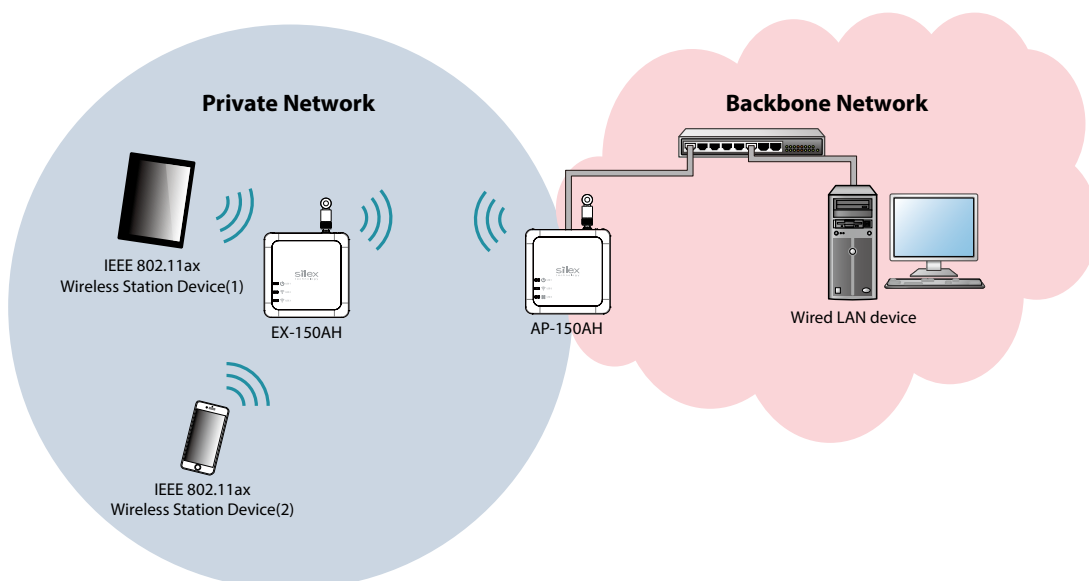 Private Network
Backbone Network
IEEE 802.11ax
Wireless Station Device(1)
silex
EX-150AH
silex
AP-150AH
Wired LAN device
IEEE 802.11ax
Wireless Station Device(2)